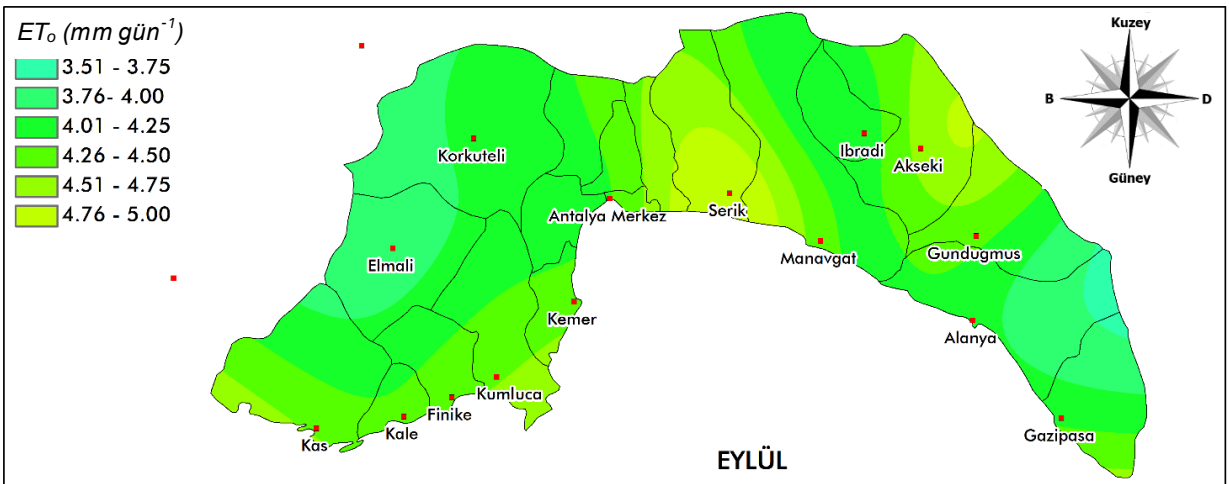 ETₒ (mm gün⁻¹)
3.51 - 3.75
3.76- 4.00
4.01 - 4.25
4.26 - 4.50
4.51 - 4.75
4.76 - 5.00
Kuzey
B
D
Güney
Korkuteli
Ibradi
Akseki
Antalya Merkez
Serik
Elmali
Manavgat
Gundugmus
Kemer
Alanya
Kumluca
Finike
Kale
Kas
Gazipasa
EYLÜL